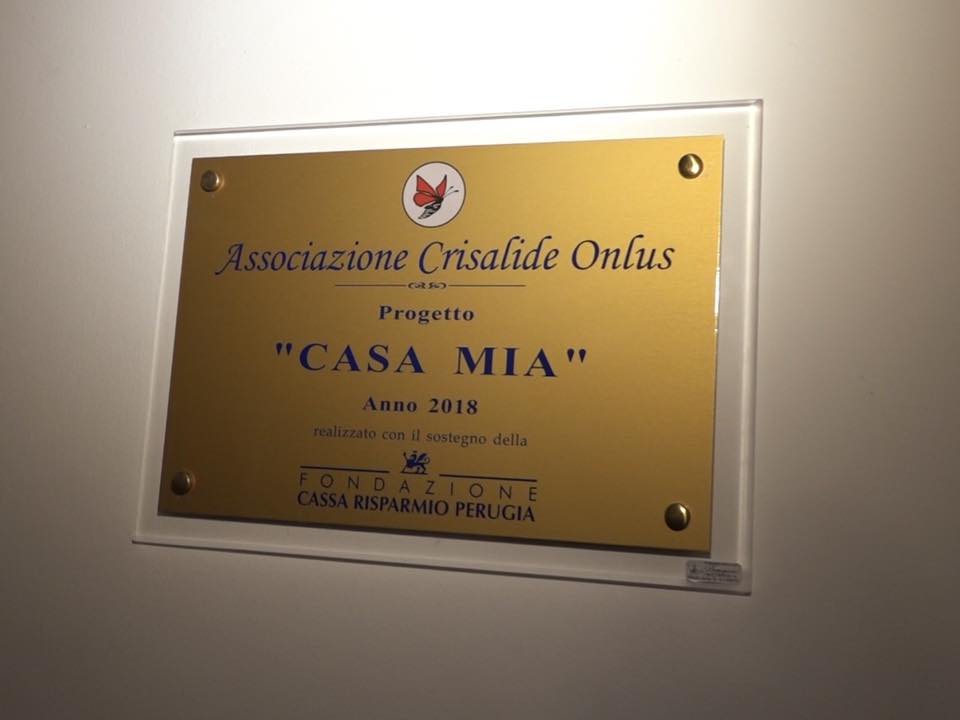 Associazione Crisalide Onlus
Progetto
"CASA MIA"
Anno 2018
realizzato con il sostegno della
FONDAZIONE
CASSA RISPARMIO PERUGIA